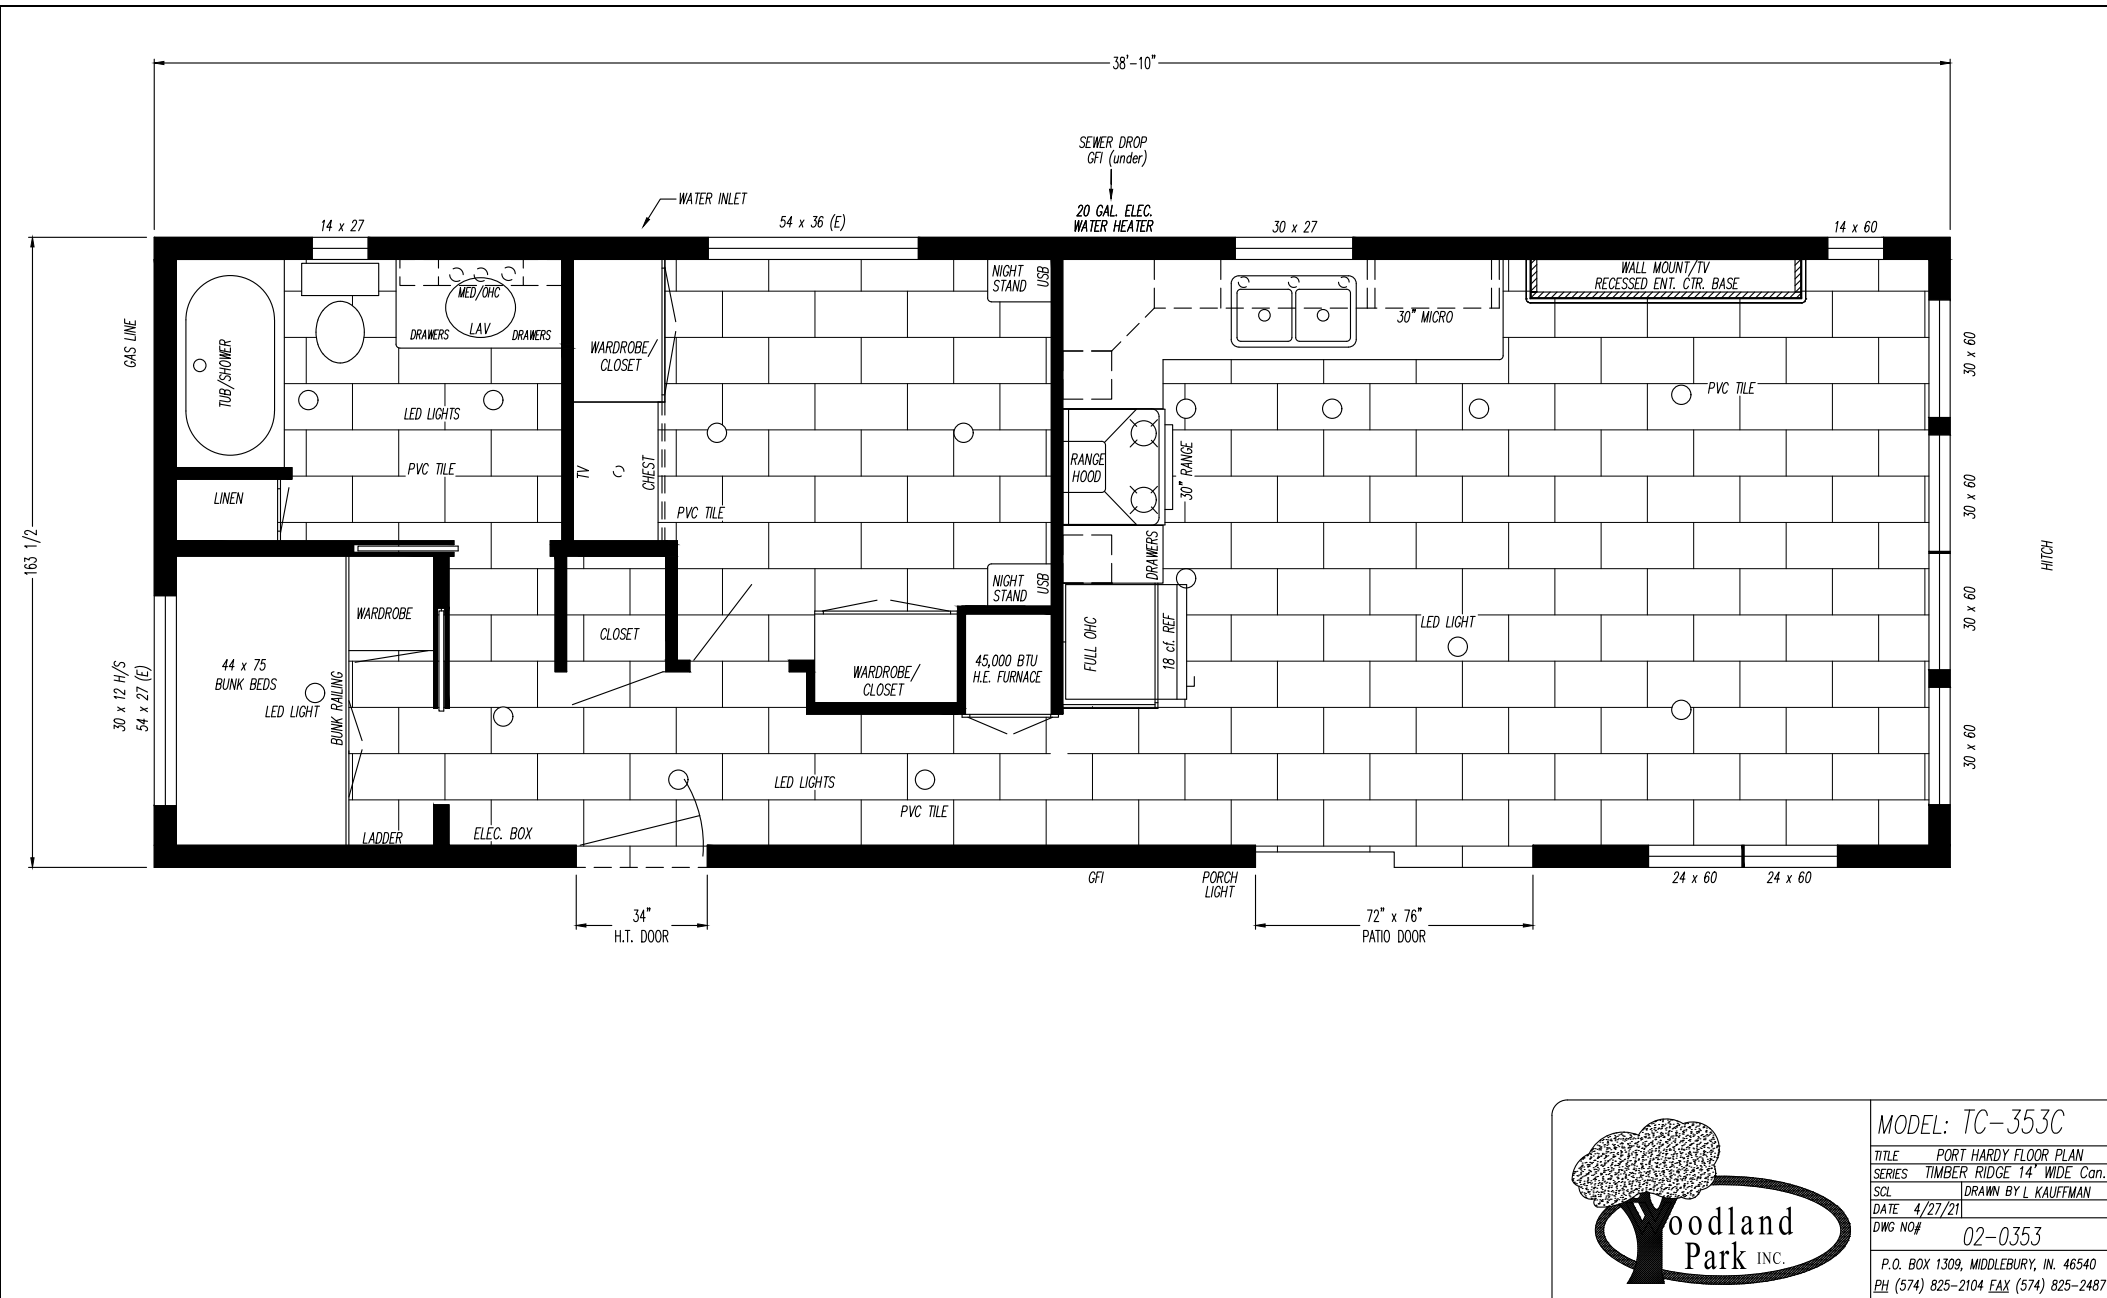 38'-10"
SEWER DROP
GFI (under)
WATER INLET
20 GAL. ELEC.
WATER HEATER
14 x 27
54 x 36 (E)
30 x 27
14 x 60
163 1/2
GAS LINE
TUB/SHOWER
MED/OHC
LAV
DRAWERS
DRAWERS
LED LIGHTS
PVC TILE
LINEN
WARDROBE/
CLOSET
TV
CHEST
PVC TILE
NIGHT
STAND
USB
NIGHT
STAND
USB
30" MICRO
WALL MOUNT/TV
RECESSED ENT. CTR. BASE
PVC TILE
RANGE
HOOD
30" RANGE
DRAWERS
FULL OHC
18 cf. REF
LED LIGHT
30 x 60
30 x 60
30 x 60
30 x 60
HITCH
30 x 12 H/S
54 x 27 (E)
44 x 75
BUNK BEDS
LED LIGHT
BUNK RAILING
WARDROBE
LADDER
CLOSET
WARDROBE/
CLOSET
45,000 BTU
H.E. FURNACE
LED LIGHTS
PVC TILE
ELEC. BOX
34"
H.T. DOOR
GFI
PORCH
LIGHT
72" x 76"
PATIO DOOR
24 x 60
24 x 60
oodland
Park INC.
MODEL: TC-353C
TITLE PORT HARDY FLOOR PLAN
SERIES TIMBER RIDGE 14' WIDE Can.
SCL DRAWN BY L KAUFFMAN
DATE 4/27/21
DWG NO# 02-0353
P.O. BOX 1309, MIDDLEBURY, IN. 46540
PH (574) 825-2104 FAX (574) 825-2487